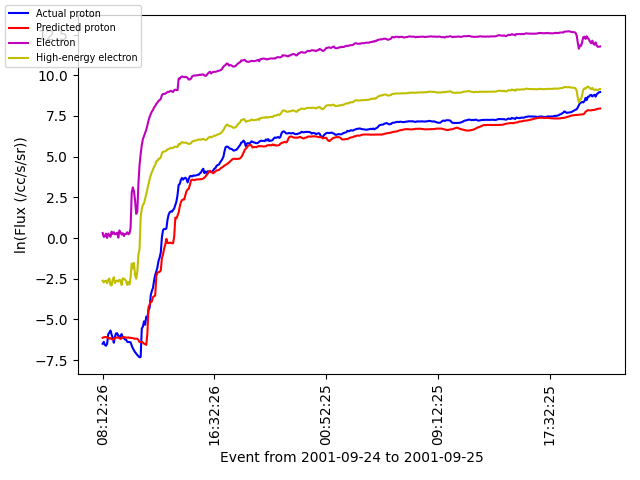 Actual proton
Predicted proton
Electron
High-energy electron
12.5
10.0
7.5
5.0
2.5
0.0
−2.5
−5.0
−7.5
ln(Flux (/cc/s/sr))
08:12:26
16:32:26
00:52:25
09:12:25
17:32:25
Event from 2001-09-24 to 2001-09-25